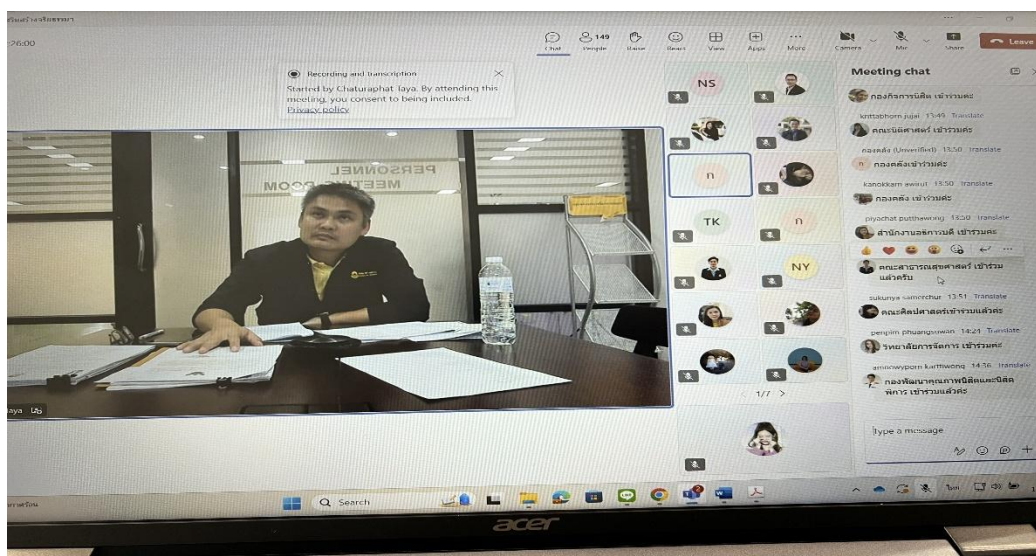 26:00
Chat
149
People
Raise
React
View
Apps
More
Camera
Mic
Share
Leave
Recording and transcription
Started by Chaturaphat Taya. By attending this
meeting, you consent to being included.
Privacy policy
PERSONNEL
MEETING ROOM
NS
n
TK
n
NY
1/7
Meeting chat
กองกิจการนิสิต เข้าร่วมค่ะ
13:49 Translate
คณะนิติศาสตร์ เข้าร่วมค่ะ
กองคลัง (Unverified) 13:50 Translate
n
กองคลังเข้าร่วมค่ะ
kanokkarn awirut 13:50 Translate
กองคลัง เข้าร่วมค่ะ
piyachat putthawong 13:50 Translate
สำนักงานอธิการบดี เข้าร่วมค่ะ
คณะสาธารณสุขศาสตร์ เข้าร่วม
แล้วครับ
sukunya samerchur 13:51 Translate
คณะศิลปศาสตร์เข้าร่วมแล้วค่ะ
penpim phuangsuwan 14:24 Translate
วิทยาลัยการจัดการ เข้าร่วมค่ะ
14:36 Translate
กองพัฒนาคุณภาพนิสิตและนิสิต
พิการ เข้าร่วมแล้วค่ะ
Type a message
Search
ไทย
acer